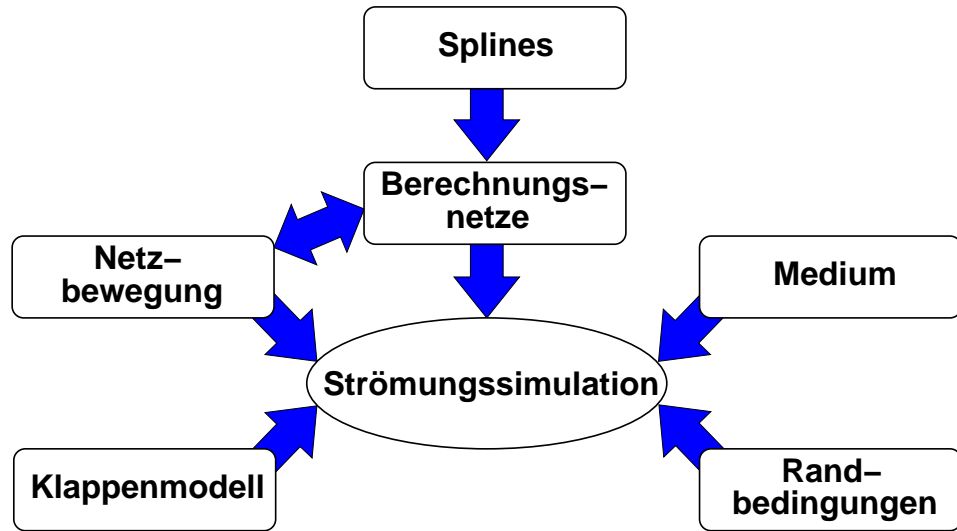 Splines
Berechnungs–
netze
Netz–
bewegung
Medium
Strömungssimulation
Klappenmodell
Rand–
bedingungen